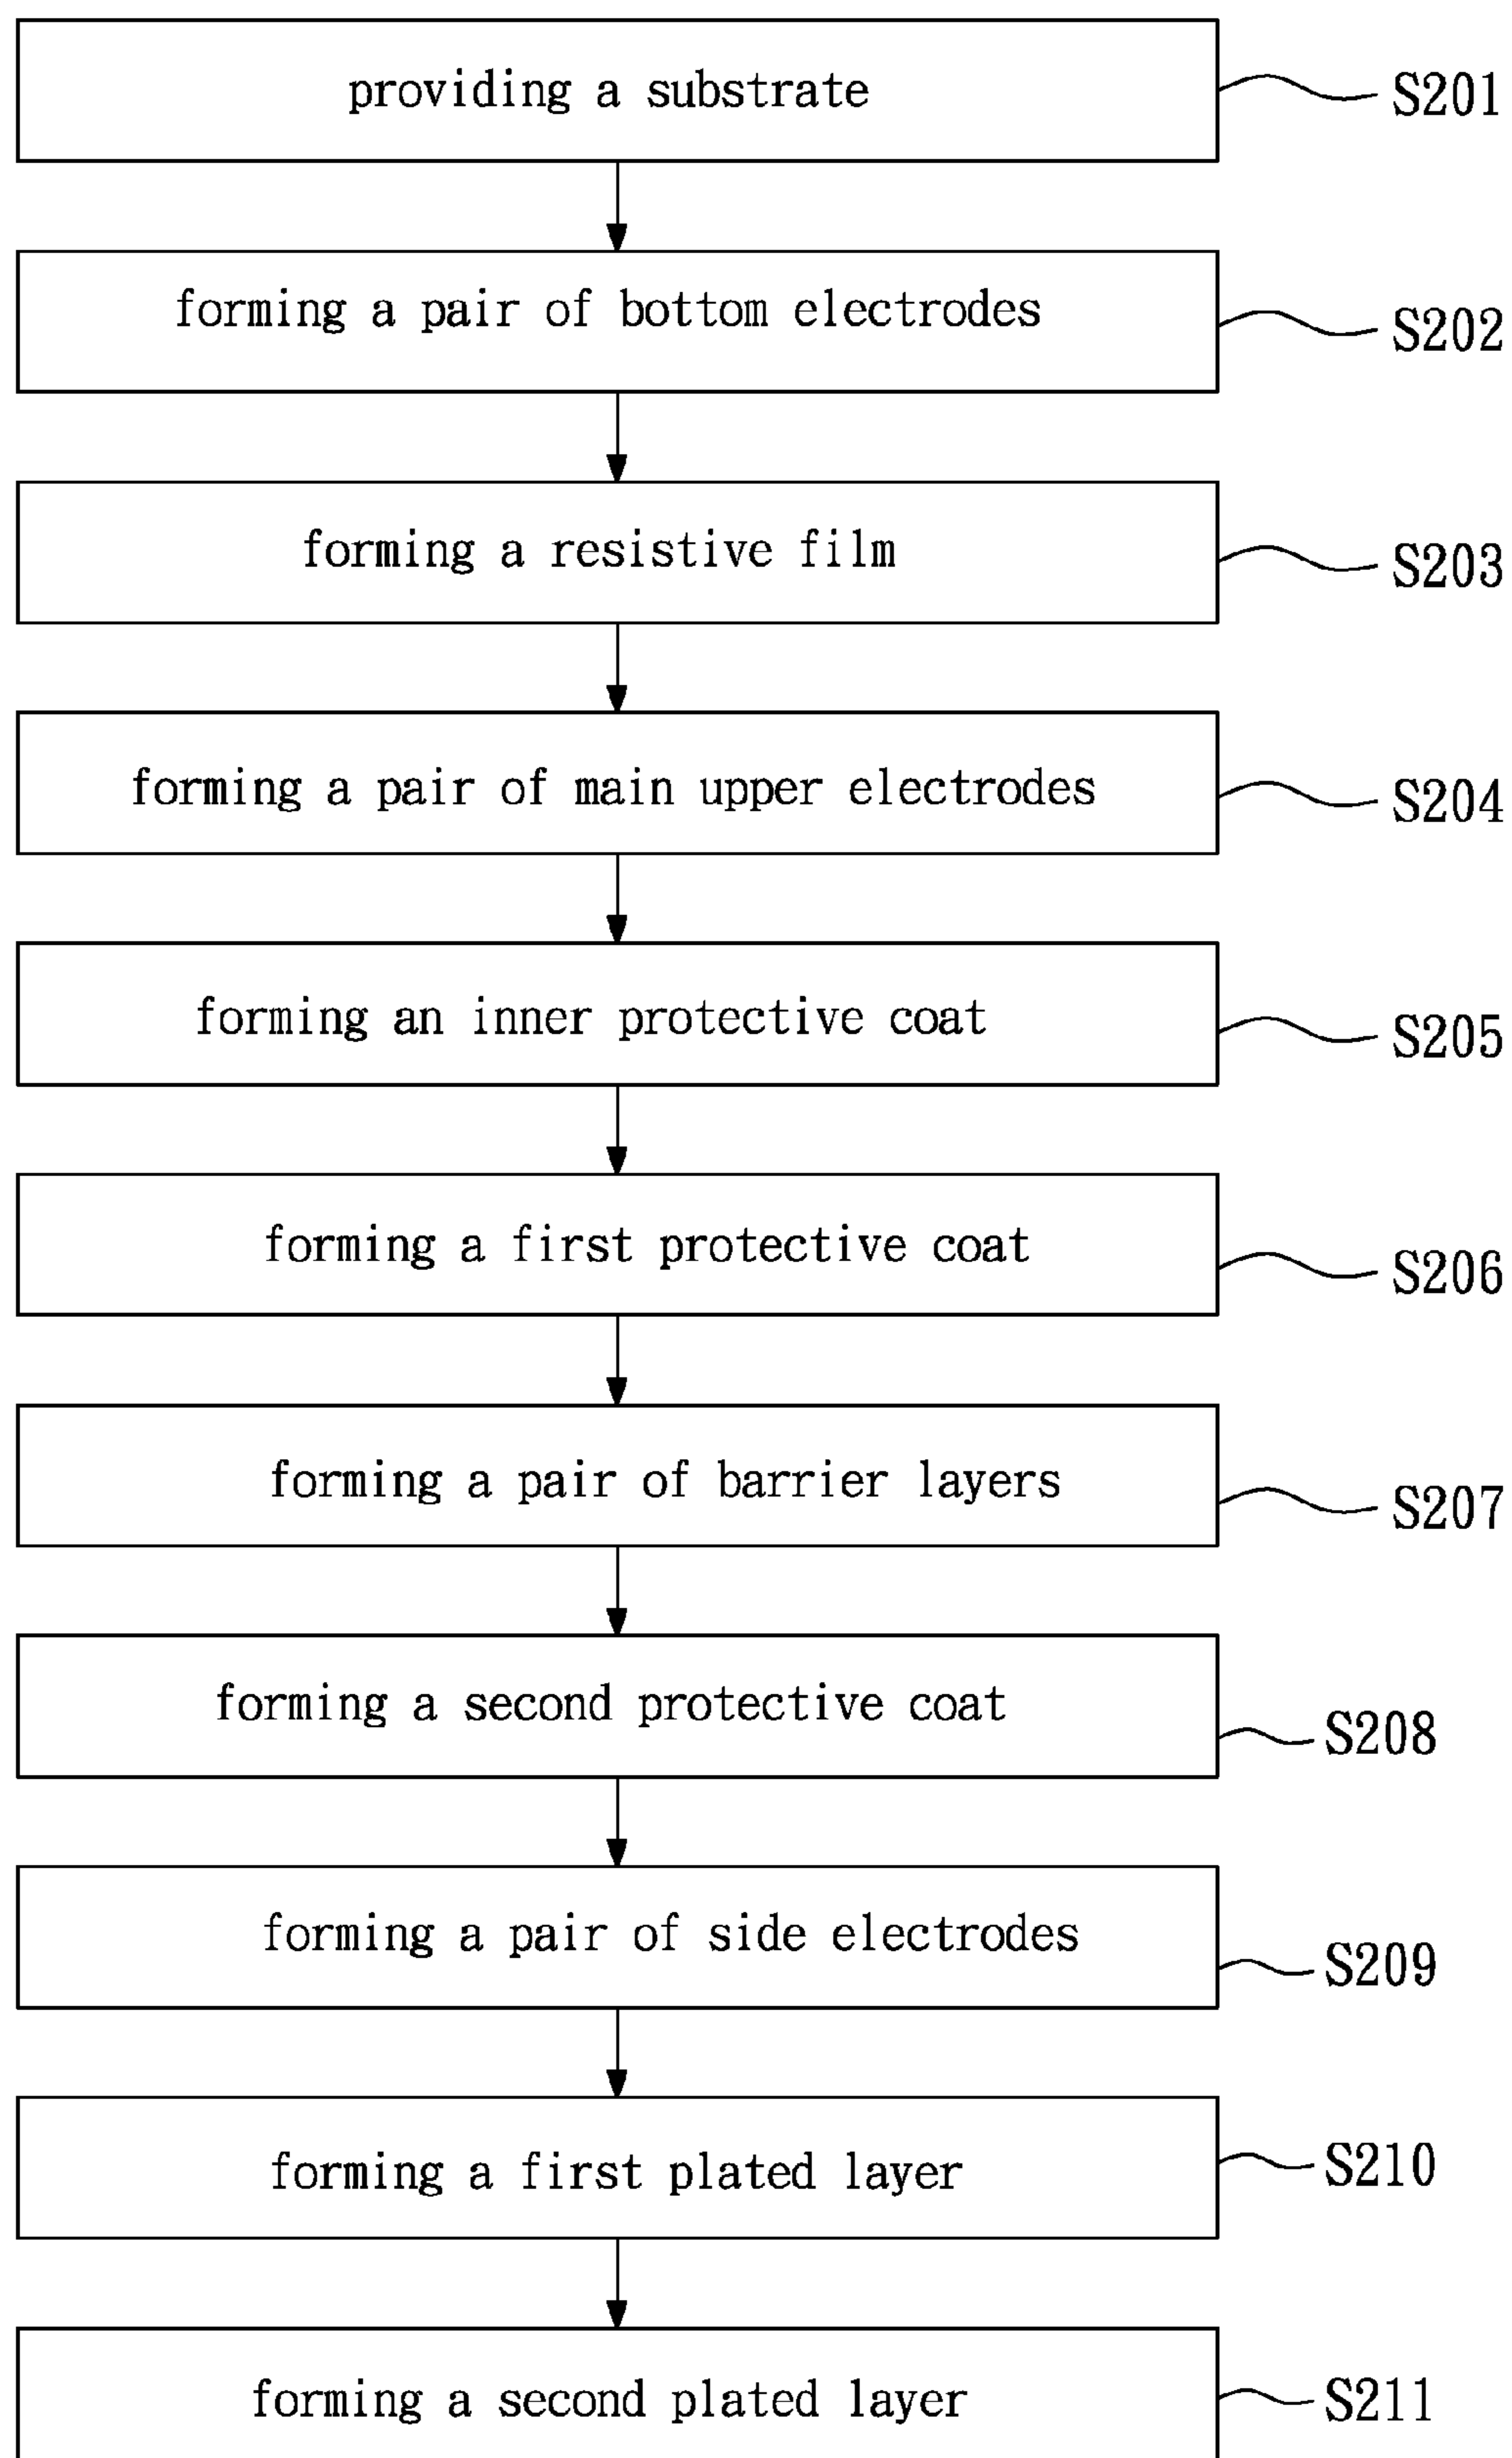 providing a substrate S201
forming a pair of bottom electrodes S202
forming a resistive film S203
forming a pair of main upper electrodes S204
forming an inner protective coat S205
forming a first protective coat S206
forming a pair of barrier layers S207
forming a second protective coat S208
forming a pair of side electrodes S209
forming a first plated layer S210
forming a second plated layer S211